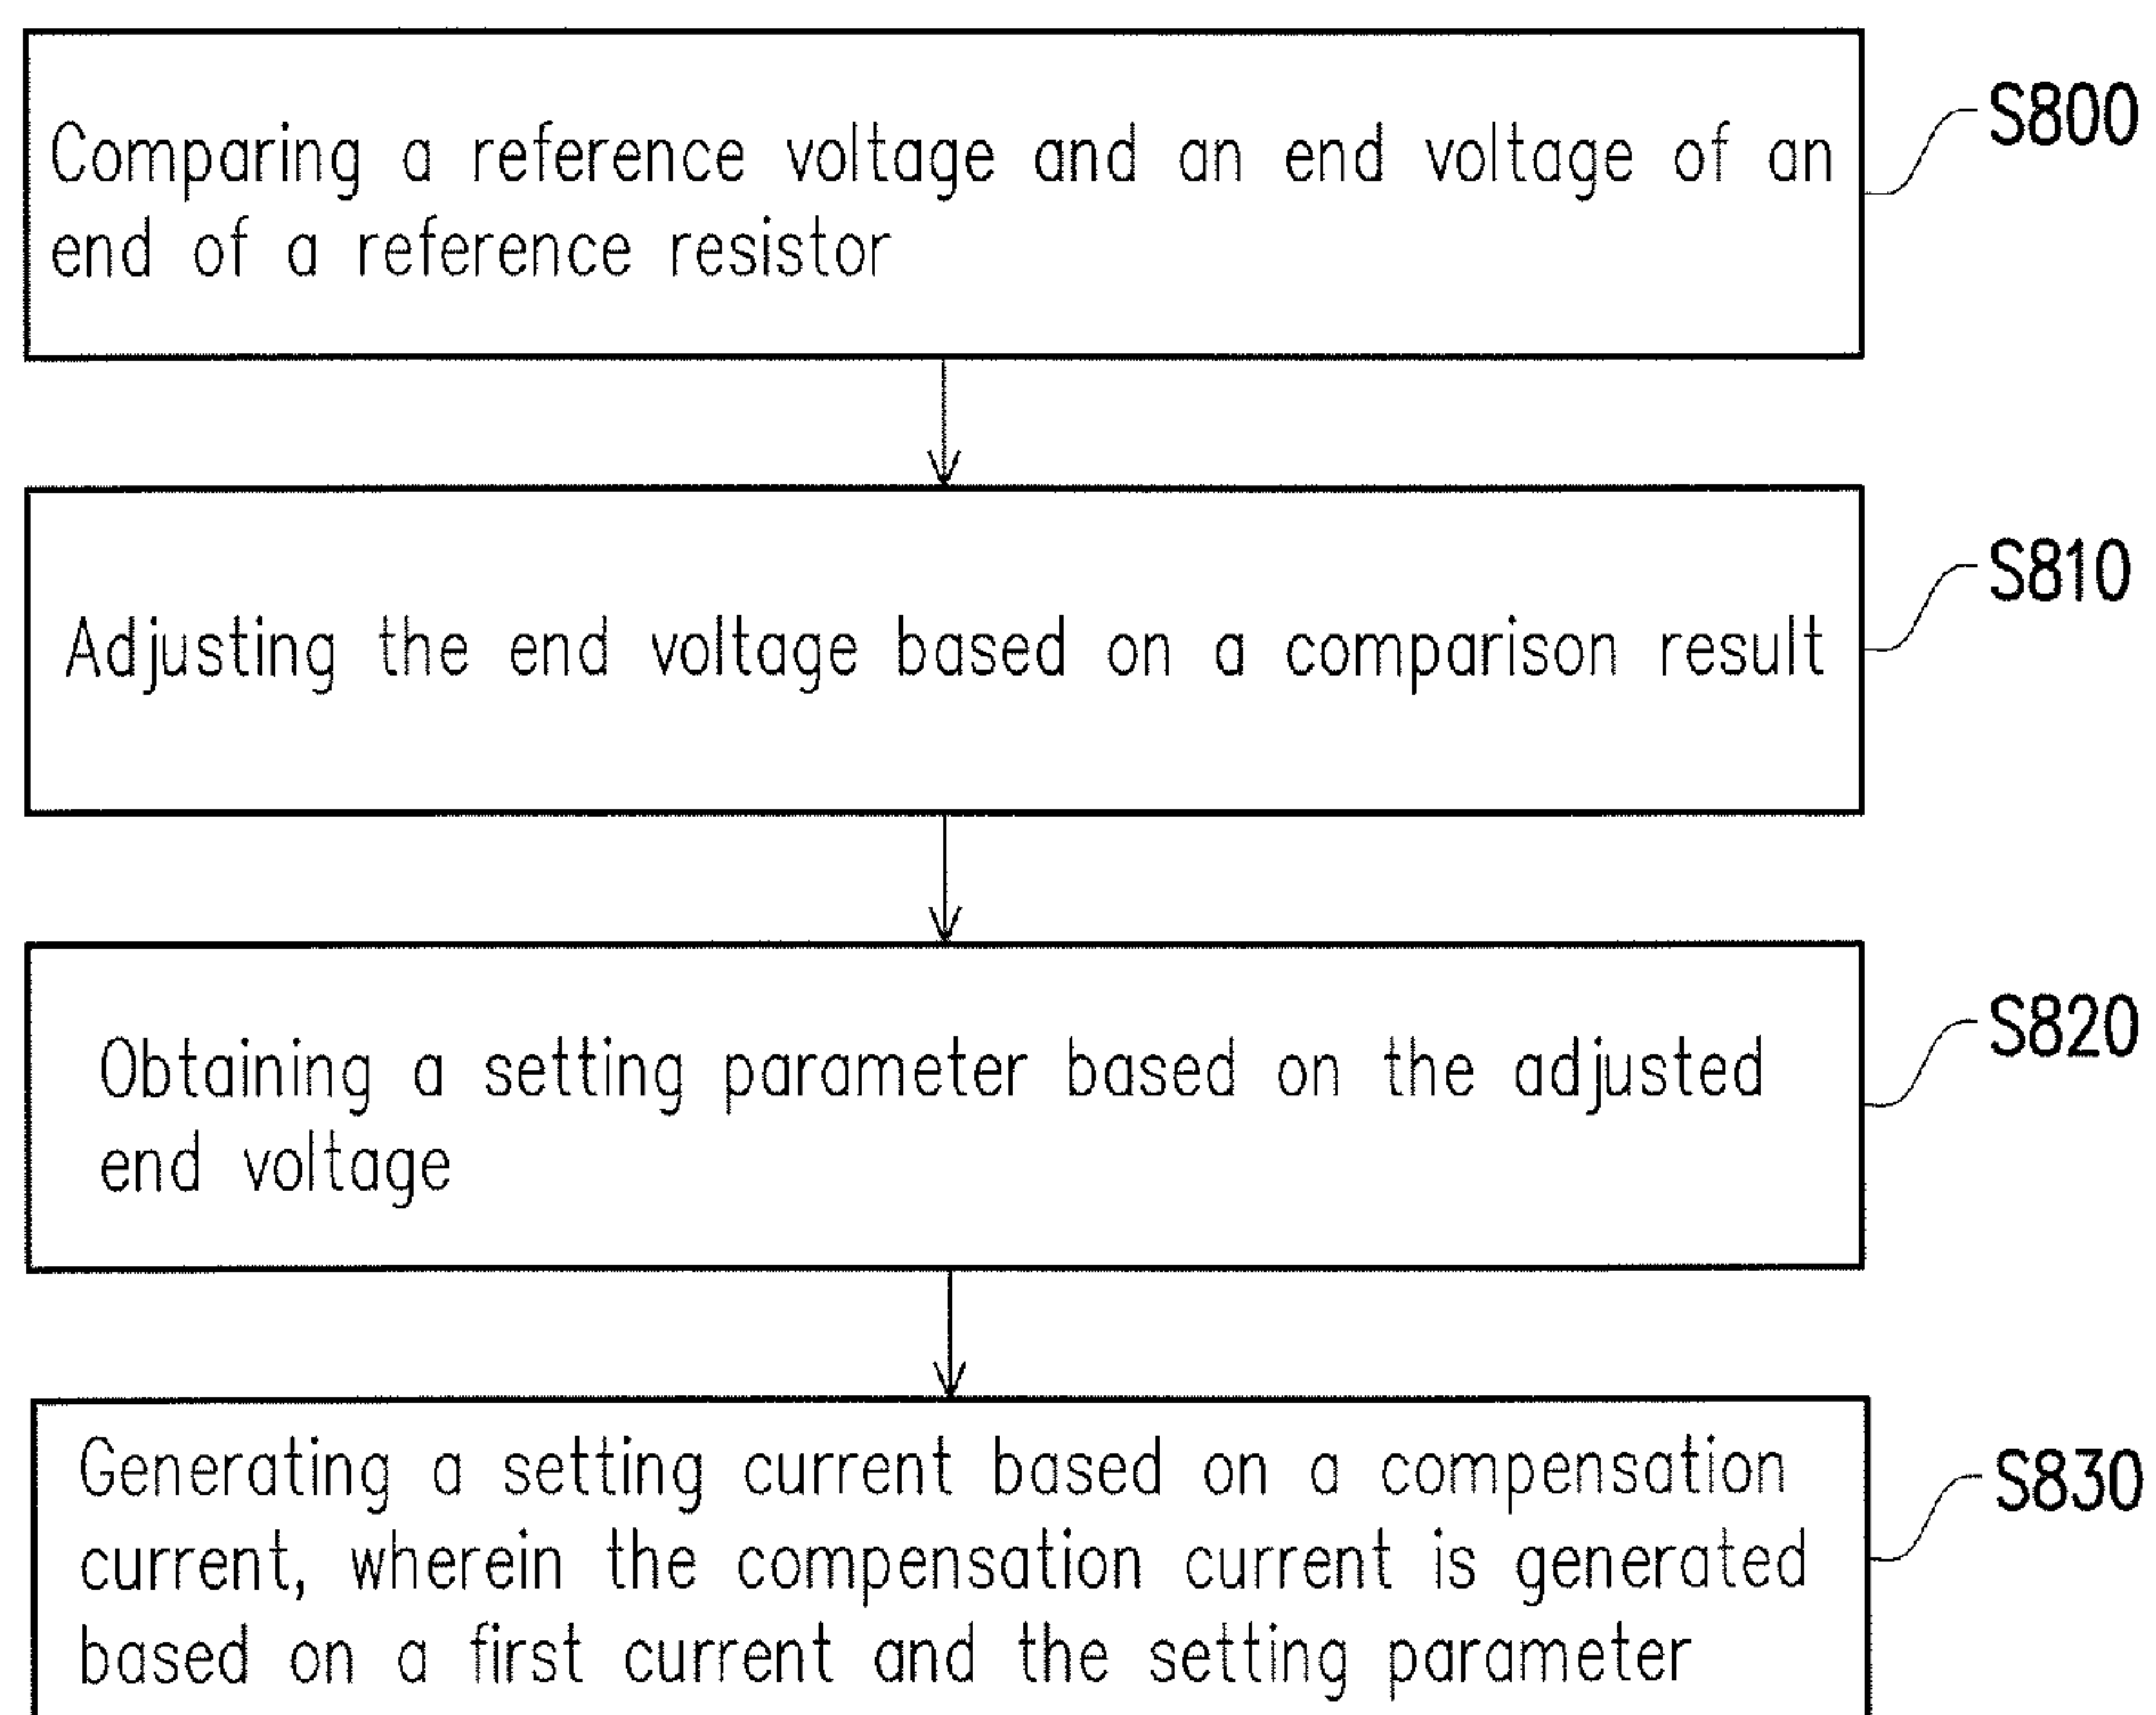 Comparing a reference voltage and an end voltage of an
end of a reference resistor
S800
Adjusting the end voltage based on a comparison result
S810
Obtaining a setting parameter based on the adjusted
end voltage
S820
Generating a setting current based on a compensation
current, wherein the compensation current is generated
based on a first current and the setting parameter
S830